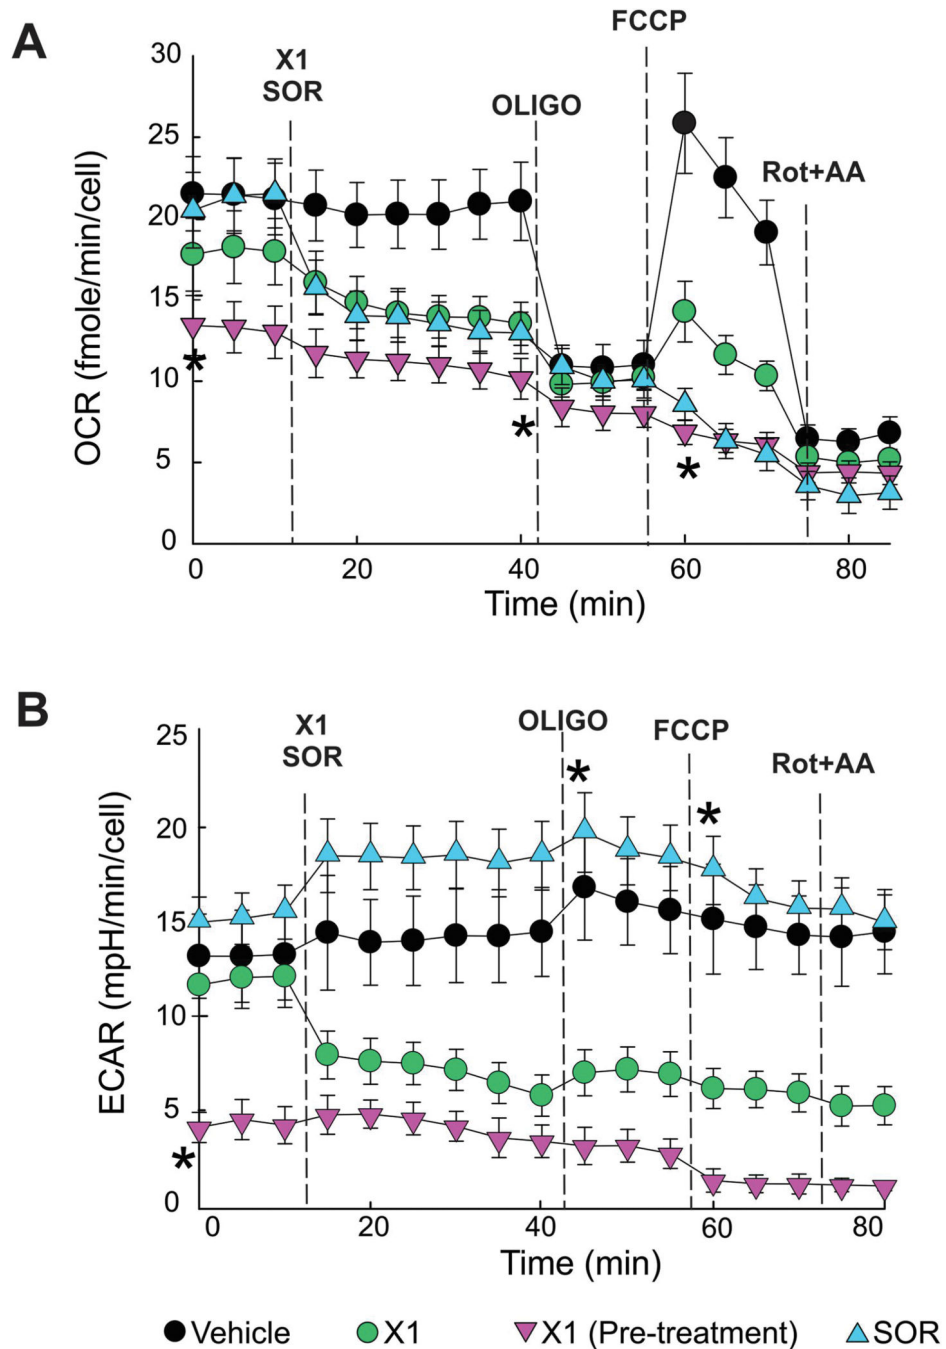 A
FCCP
30
X1
SOR
OLIGO
25
Rot+AA
20
15
10
5
0
OCR (fmole/min/cell)
*
*
*
0 20 40 60 80
Time (min)
B
OLIGO
X1
SOR
FCCP
Rot+AA
25
20
15
10
5
0
ECAR (mpH/min/cell)
*
*
*
0 20 40 60 80
Time (min)
Vehicle X1 X1 (Pre-treatment) SOR